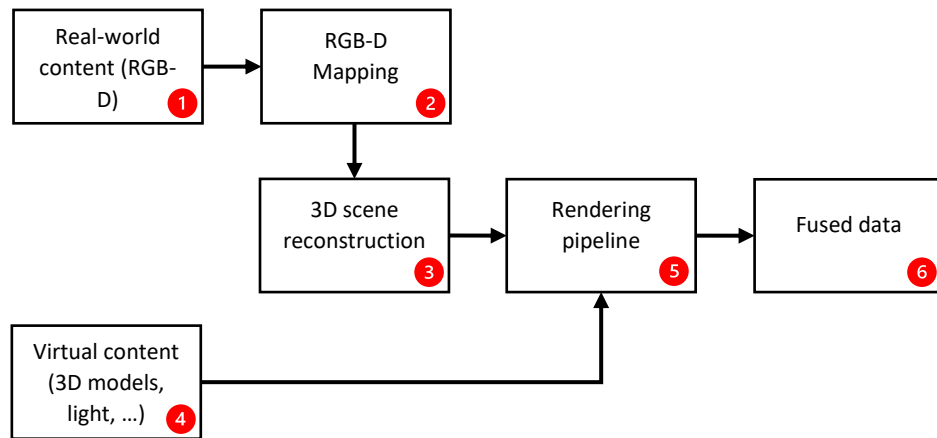 Real-world
content (RGB-
D)
1
RGB-D
Mapping
2
3D scene
reconstruction
3
Rendering
pipeline
5
Fused data
6
Virtual content
(3D models,
light, ...)
4